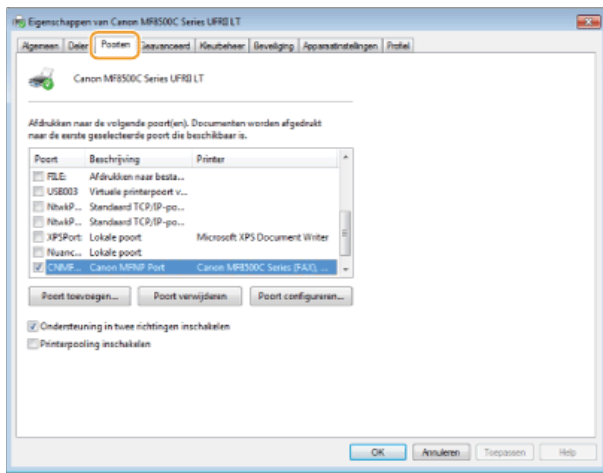 Eigenschappen van Canon MF8500C Series UFRII LT
Algemeen Delen Poorten Geavanceerd Kleurbeheer Beveiliging Apparaatinstellingen Profiel
Canon MF8500C Series UFRII LT
Afdrukken naar de volgende poort(en). Documenten worden afgedrukt
naar de eerste geselecteerde poort die beschikbaar is.
Poort Beschrijving Printer
FILE: Afdrukken naar besta...
USB003 Virtuele printerpoort v...
NtwkP... Standaard TCP/IP-po...
NtwkP... Standaard TCP/IP-po...
XPSPort: Lokale poort Microsoft XPS Document Writer
Nuanc... Lokale poort
CNMF... Canon MFNP Port Canon MF8500C Series (FAX), ...
Poort toevoegen... Poort verwijderen Poort configureren...
Ondersteuning in twee richtingen inschakelen
Printerpooling inschakelen
OK Annuleren Toepassen Help